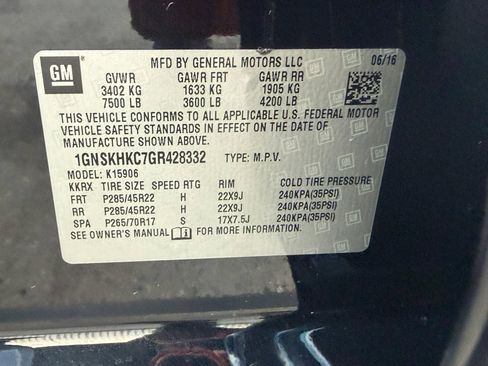 GM
MFD BY GENERAL MOTORS LLC 06/16
GVWR GAWR FRT GAWR RR
3402 KG 1633 KG 1905 KG
7500 LB 3600 LB 4200 LB
THIS VEHICLE CONFORMS TO ALL APPLICABLE U.S. FEDERAL MOTOR
VEHICLE SAFETY STANDARDS IN EFFECT ON THE DATE OF
MANUFACTURE SHOWN ABOVE.
1GNSKHKC7GR428332 TYPE: M.P.V.
MODEL: K15906
KKRX TIRE SIZE SPEED RTG RIM COLD TIRE PRESSURE
FRT P285/45R22 H 22X9J 240KPA(35PSI)
RR P285/45R22 H 22X9J 240KPA(35PSI)
SPA P265/70R17 S 17X7.5J 240KPA(35PSI)
SEE OWNER'S MANUAL i FOR MORE INFORMATION.